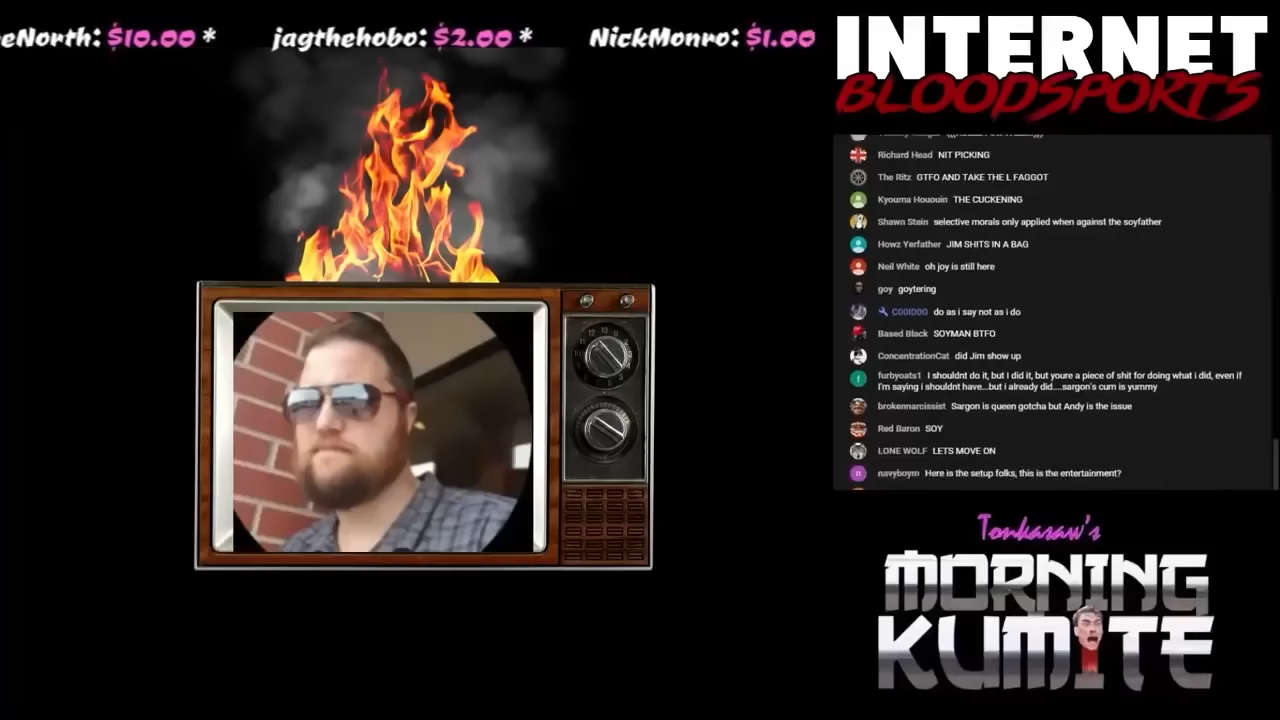 eNorth: $10.00 * jagthehobo: $2.00 * NickMonro: $1.00
INTERNET
BLOODSPORTS
Richard Head NIT PICKING
The Ritz GTFO AND TAKE THE L FAGGOT
Kyouma Hououin THE CUCKENING
Shawn Stein selective morals only applied when against the soyfather
Howz Yerfather JIM SHITS IN A BAG
Neil White oh joy is still here
goy goytering
C00lD0G do as i say not as i do
Based Black SOYMAN BTFO
ConcentrationCat did Jim show up
furbyoats1 I shouldnt do it, but I did it, but youre a piece of shit for doing what i did, even if
I'm saying i shouldnt have...but i already did....sargon's cum is yummy
brokennarcissist Sargon is queen gotcha but Andy is the issue
Red Baron SOY
LONE WOLF LETS MOVE ON
navyboym Here is the setup folks, this is the entertainment?
Tonkasaw's
MORNING
KUMITE